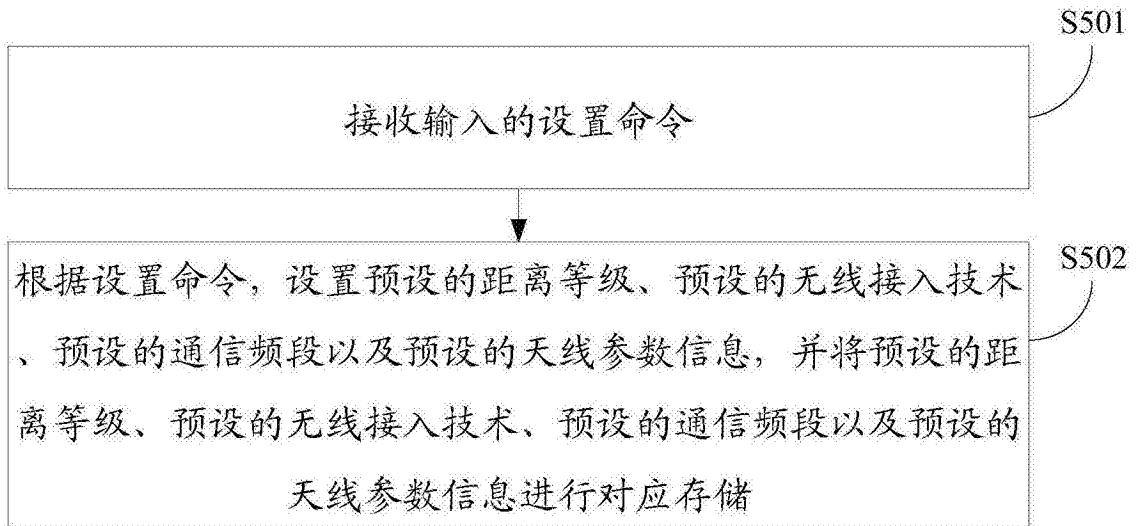 S501
接收输入的设置命令
S502
根据设置命令，设置预设的距离等级、预设的无线接入技术
、预设的通信频段以及预设的天线参数信息，并将预设的距
离等级、预设的无线接入技术、预设的通信频段以及预设的
天线参数信息进行对应存储